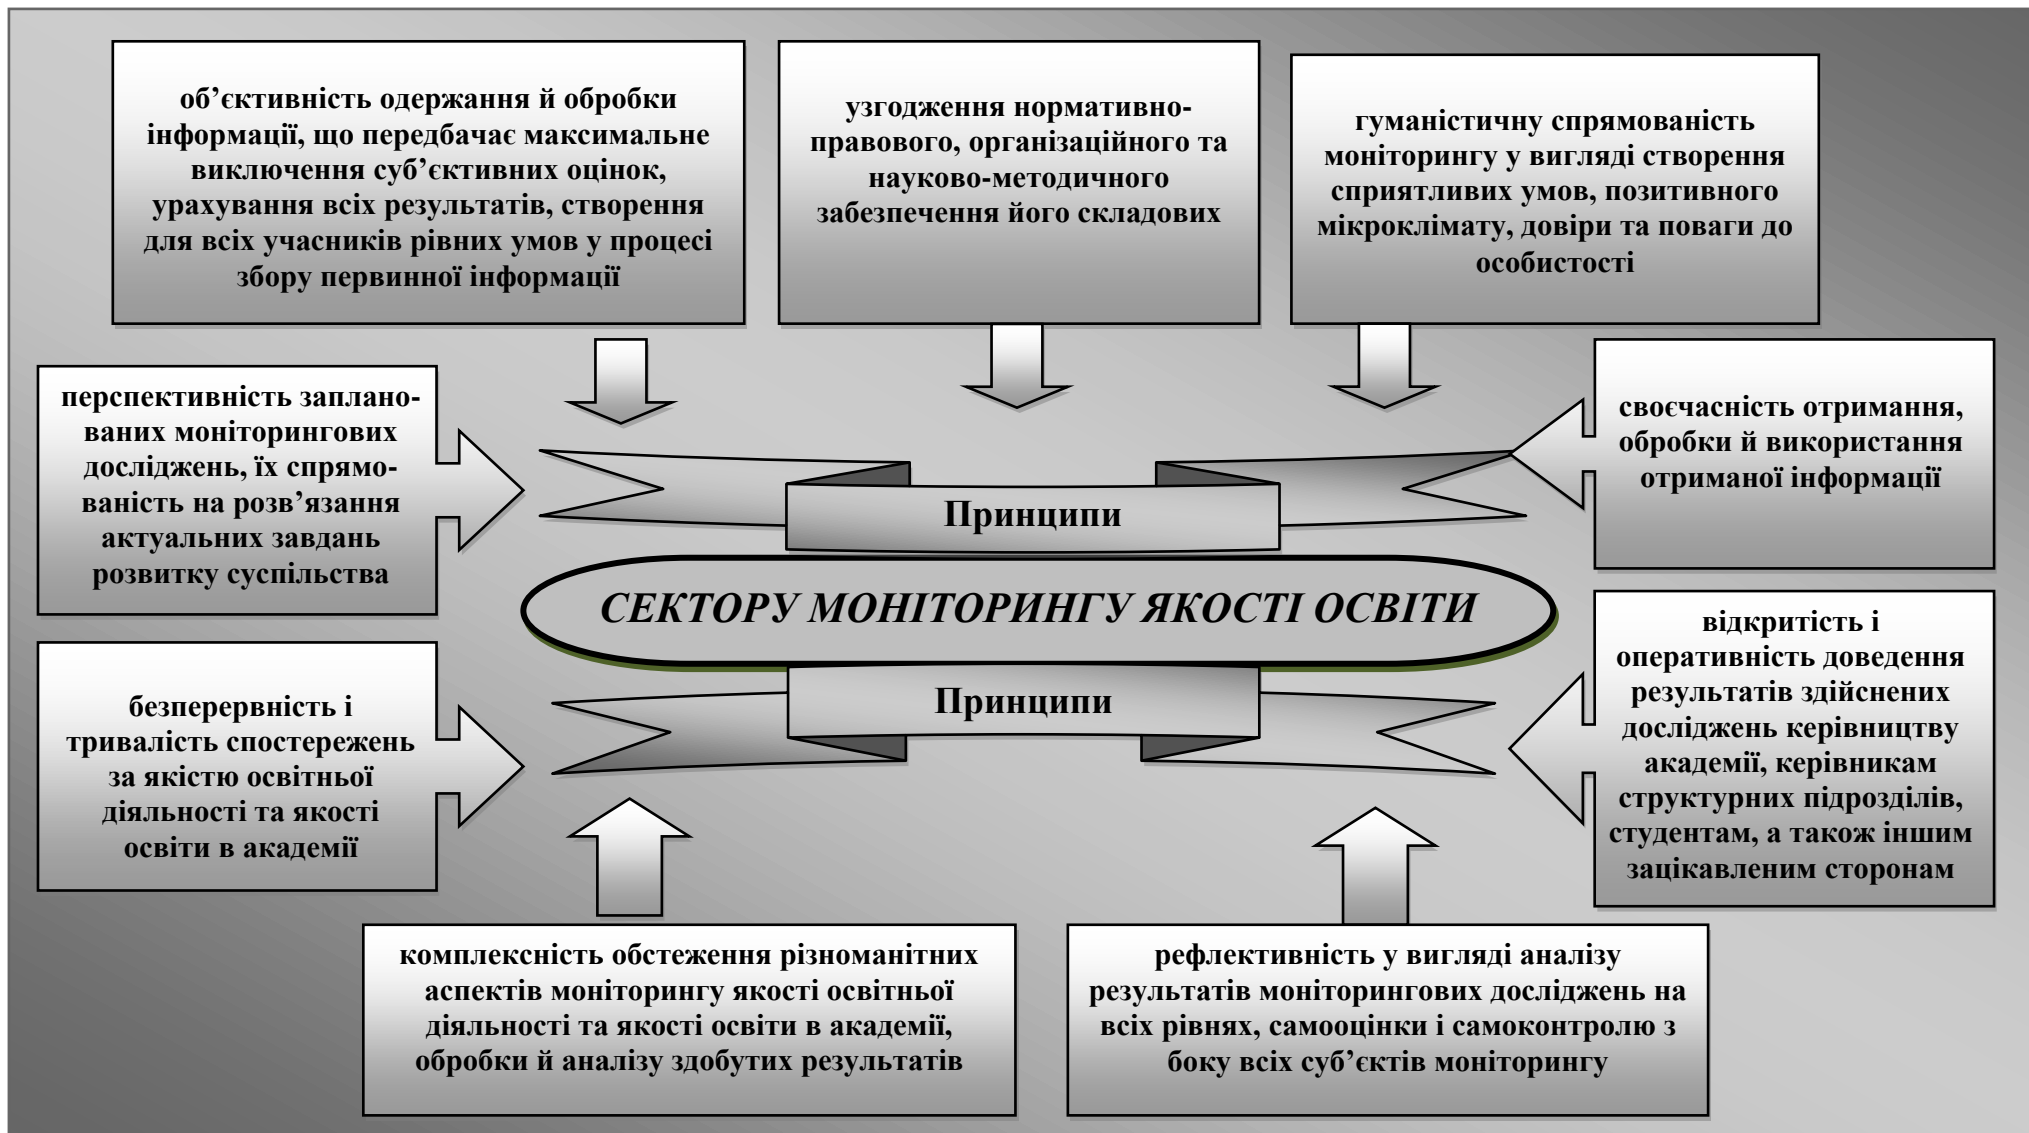 об’єктивність одержання й обробки
інформації, що передбачає максимальне
виключення суб’єктивних оцінок,
урахування всіх результатів, створення
для всіх учасників рівних умов у процесі
збору первинної інформації
узгодження нормативно-
правового, організаційного та
науково-методичного
забезпечення його складових
гуманістичну спрямованість
моніторингу у вигляді створення
сприятливих умов, позитивного
мікроклімату, довіри та поваги до
особистості
перспективність заплано-
ваних моніторингових
досліджень, їх спрямо-
ваність на розв’язання
актуальних завдань
розвитку суспільства
своєчасність отримання,
обробки й використання
отриманої інформації
Принципи
СЕКТОРУ МОНІТОРИНГУ ЯКОСТІ ОСВІТИ
Принципи
безперервність і
тривалість спостережень
за якістю освітньої
діяльності та якості
освіти в академії
відкритість і
оперативність доведення
результатів здійснених
досліджень керівництву
академії, керівникам
структурних підрозділів,
студентам, а також іншим
зацікавленим сторонам
комплексність обстеження різноманітних
аспектів моніторингу якості освітньої
діяльності та якості освіти в академії,
обробки й аналізу здобутих результатів
рефлективність у вигляді аналізу
результатів моніторингових досліджень на
всіх рівнях, самооцінки і самоконтролю з
боку всіх суб’єктів моніторингу